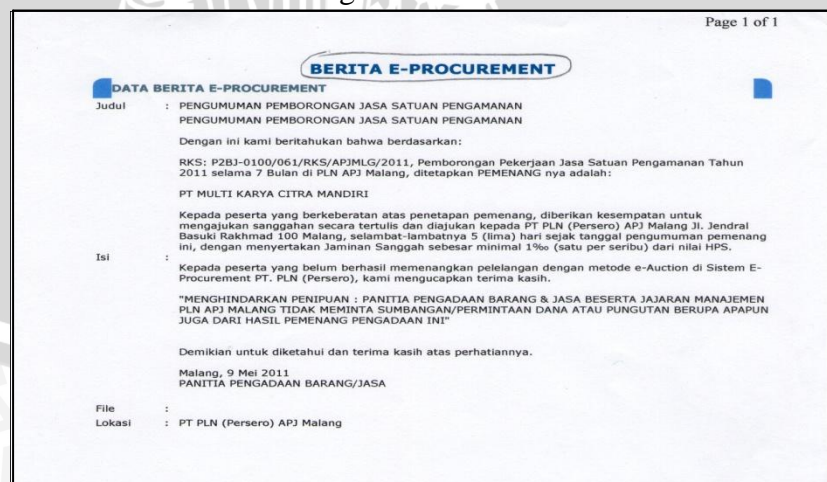 Page 1 of 1
BERITA E-PROCUREMENT
DATA BERITA E-PROCUREMENT
Judul : PENGUMUMAN PEMBORONGAN JASA SATUAN PENGAMANAN
PENGUMUMAN PEMBORONGAN JASA SATUAN PENGAMANAN
Dengan ini kami beritahukan bahwa berdasarkan:
RKS: P2BJ-0100/061/RKS/APJMLG/2011, Pemborongan Pekerjaan Jasa Satuan Pengamanan Tahun
2011 selama 7 Bulan di PLN APJ Malang, ditetapkan PEMENANG nya adalah:
PT MULTI KARYA CITRA MANDIRI
Kepada peserta yang berkeberatan atas penetapan pemenang, diberikan kesempatan untuk
mengajukan sanggahan secara tertulis dan diajukan kepada PT PLN (Persero) APJ Malang Jl. Jendral
Basuki Rakhmad 100 Malang, selambat-lambatnya 5 (lima) hari sejak tanggal pengumuman pemenang
ini, dengan menyertakan Jaminan Sanggah sebesar minimal 1‰ (satu per seribu) dari nilai HPS.
Isi :
Kepada peserta yang belum berhasil memenangkan pelelangan dengan metode e-Auction di Sistem E-
Procurement PT. PLN (Persero), kami mengucapkan terima kasih.
"MENGHINDARKAN PENIPUAN : PANITIA PENGADAAN BARANG & JASA BESERTA JAJARAN MANAJEMEN
PLN APJ MALANG TIDAK MEMINTA SUMBANGAN/PERMINTAAN DANA ATAU PUNGUTAN BERUPA APAPUN
JUGA DARI HASIL PEMENANG PENGADAAN INI"
Demikian untuk diketahui dan terima kasih atas perhatiannya.
Malang, 9 Mei 2011
PANITIA PENGADAAN BARANG/JASA
File :
Lokasi : PT PLN (Persero) APJ Malang